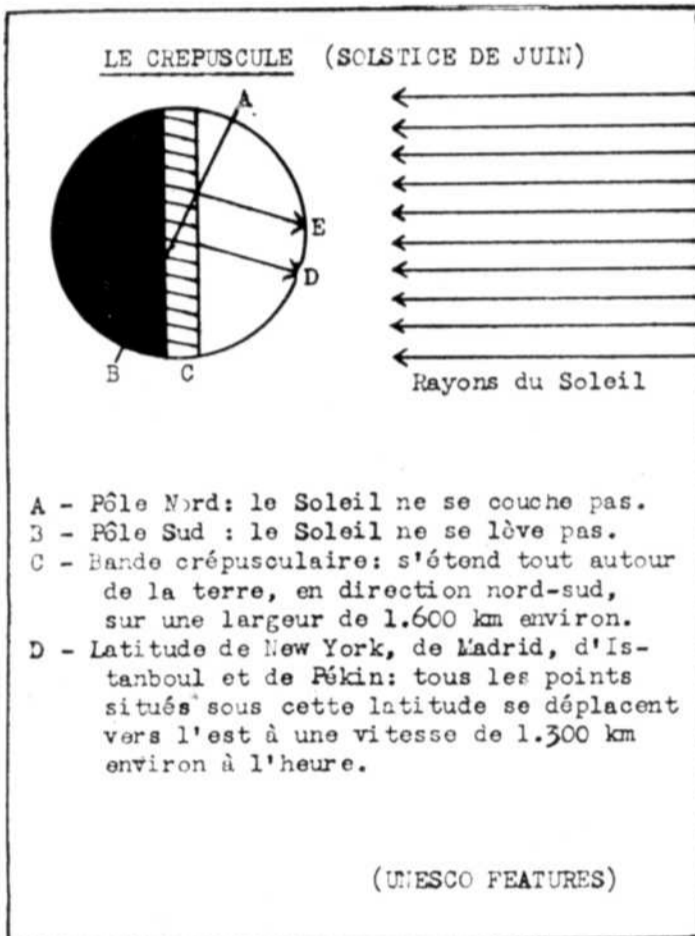 LE CREPUSCULE (SOLSTICE DE JUIN)
A
E
D
B
C
Rayons du Soleil
A - Pôle Nord: le Soleil ne se couche pas.
B - Pôle Sud : le Soleil ne se lève pas.
C - Bande crépusculaire: s'étend tout autour
de la terre, en direction nord-sud,
sur une largeur de 1.600 km environ.
D - Latitude de New York, de Madrid, d'Is-
tanboul et de Pékin: tous les points
situés sous cette latitude se déplacent
vers l'est à une vitesse de 1.300 km
environ à l'heure.
(UNESCO FEATURES)